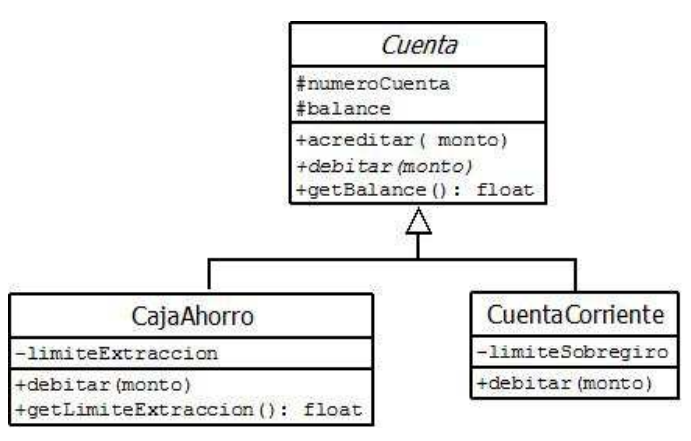 Cuenta
#numeroCuenta
#balance
+acreditar( monto)
+debitar(monto)
+getBalance(): float
CajaAhorro
-limiteExtraccion
+debitar(monto)
+getLimiteExtraccion(): float
CuentaCorriente
-limiteSobregiro
+debitar(monto)